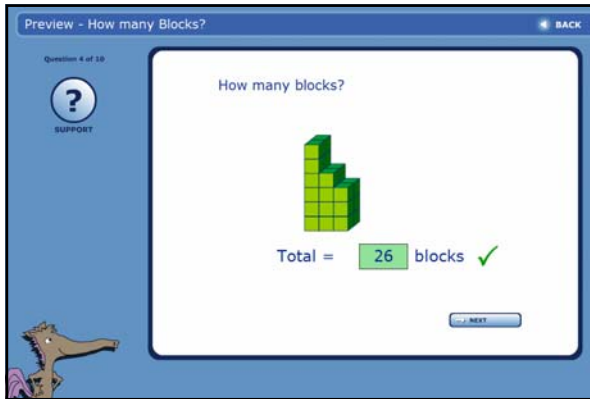 Preview - How many Blocks?
BACK
Question 4 of 10
?
SUPPORT
How many blocks?
Total = 26 blocks
NEXT